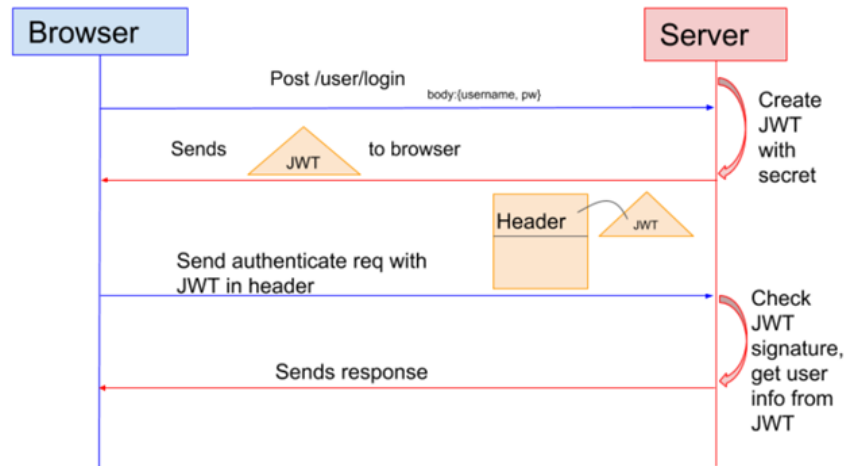 Browser
Server
Post /user/login
body:{username, pw}
Create
JWT
with
secret
Sends
JWT
to browser
Header
JWT
Send authenticate req with
JWT in header
Check
JWT
signature,
get user
info from
JWT
Sends response